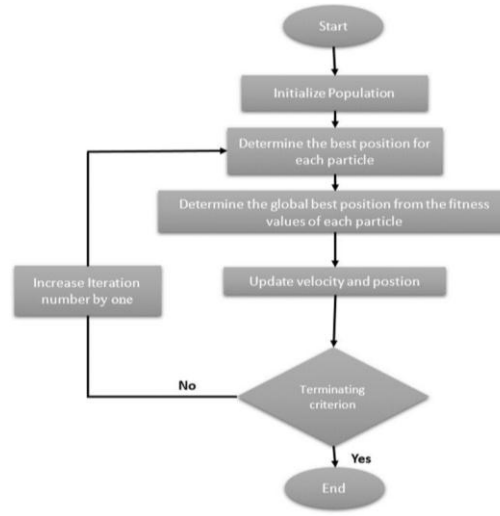 Start
Initialize Population
Determine the best position for
each particle
Determine the global best position from the fitness
values of each particle
Increase Iteration
number by one
Update velocity and postion
Terminating
criterion
No
Yes
End